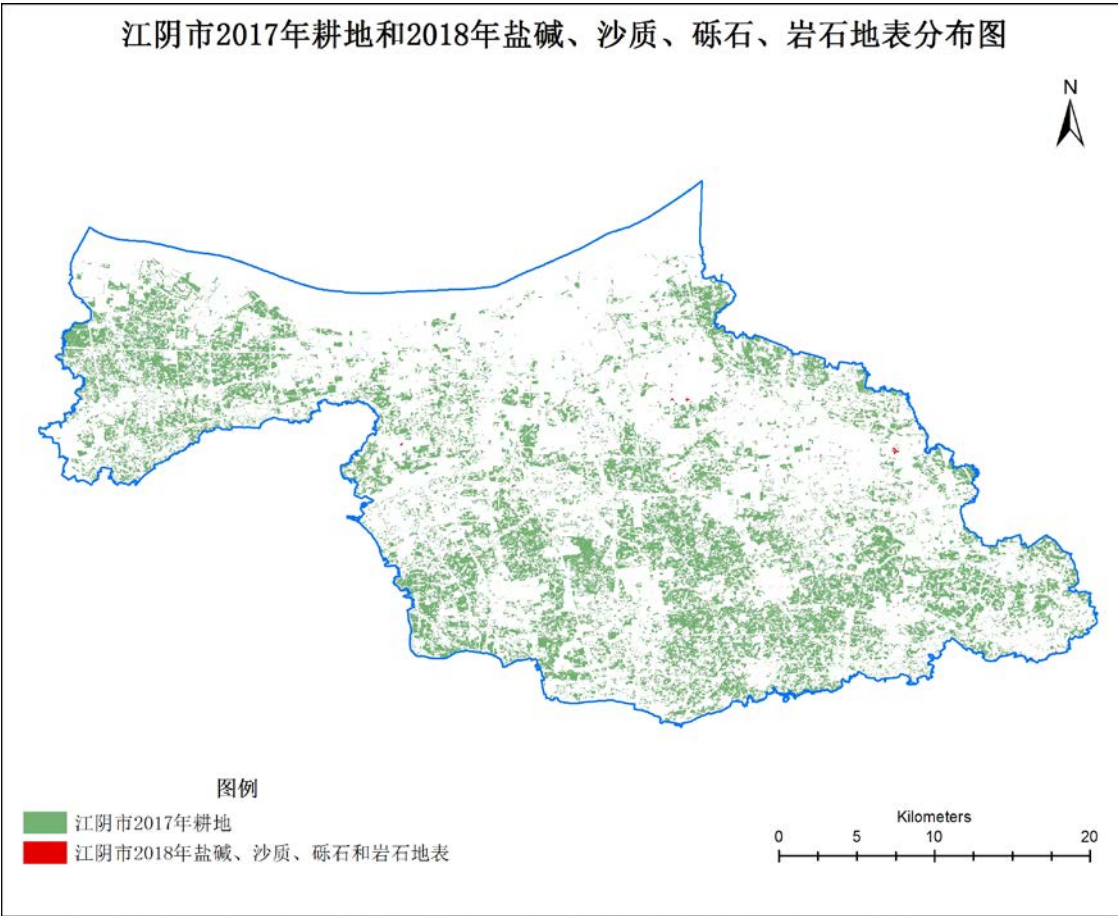 江阴市2017年耕地和2018年盐碱、沙质、砾石、岩石地表分布图
N
图例
江阴市2017年耕地
江阴市2018年盐碱、沙质、砾石和岩石地表
Kilometers
0 5 10 20